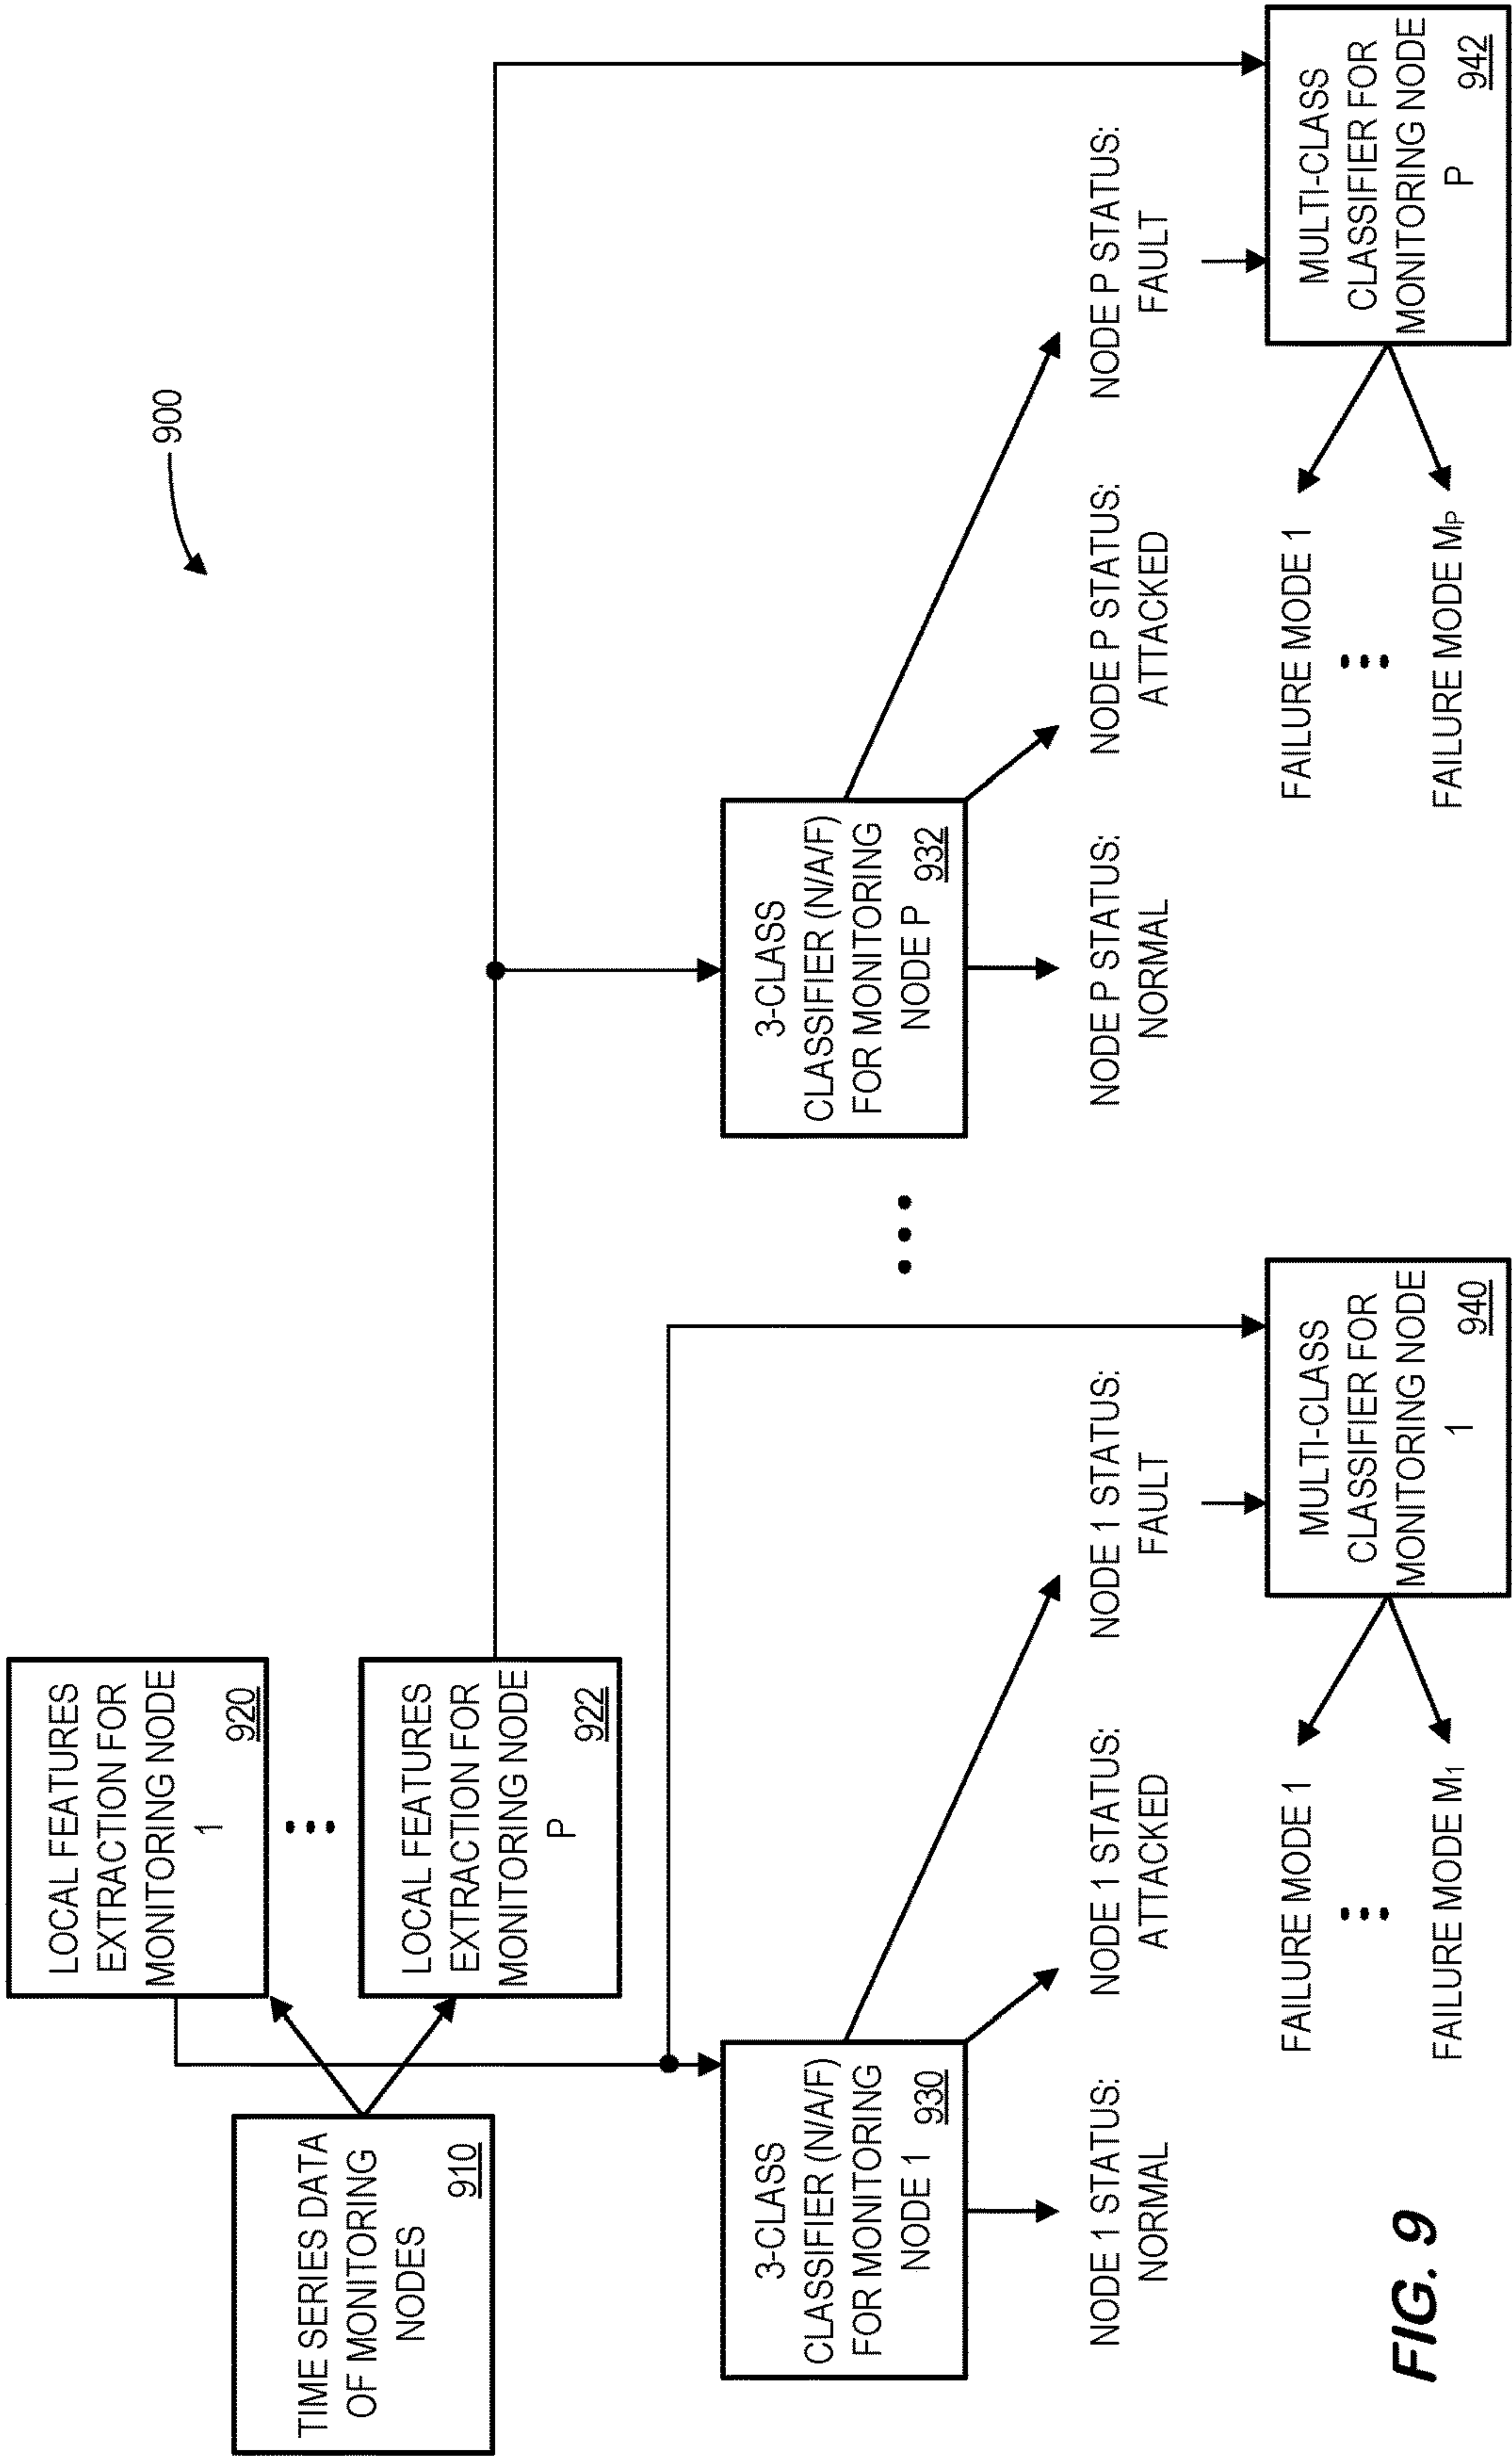 900
TIME SERIES DATA
OF MONITORING
NODES
910
LOCAL FEATURES
EXTRACTION FOR
MONITORING NODE
1
920
LOCAL FEATURES
EXTRACTION FOR
MONITORING NODE
P
922
3-CLASS
CLASSIFIER (N/A/F)
FOR MONITORING
NODE 1
930
NODE 1 STATUS:
NORMAL
NODE 1 STATUS:
ATTACKED
NODE 1 STATUS:
FAULT
MULTI-CLASS
CLASSIFIER FOR
MONITORING NODE
1
940
FAILURE MODE 1
FAILURE MODE M₁
3-CLASS
CLASSIFIER (N/A/F)
FOR MONITORING
NODE P
932
NODE P STATUS:
NORMAL
NODE P STATUS:
ATTACKED
NODE P STATUS:
FAULT
MULTI-CLASS
CLASSIFIER FOR
MONITORING NODE
P
942
FAILURE MODE 1
FAILURE MODE Mₚ
FIG. 9